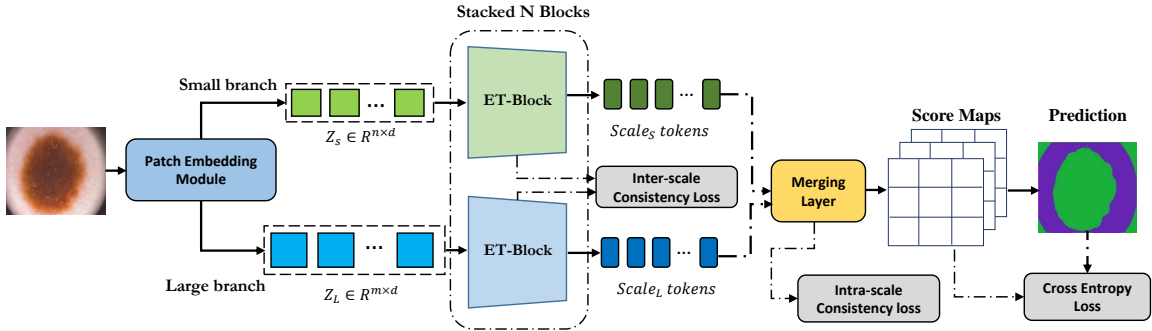 Stacked N Blocks
Small branch
Z_s ∈ R^{n×d}
ET-Block
Scale_S tokens
Patch Embedding
Module
Inter-scale
Consistency Loss
Merging
Layer
Score Maps
Prediction
Large branch
Z_L ∈ R^{m×d}
ET-Block
Scale_L tokens
Intra-scale
Consistency loss
Cross Entropy
Loss